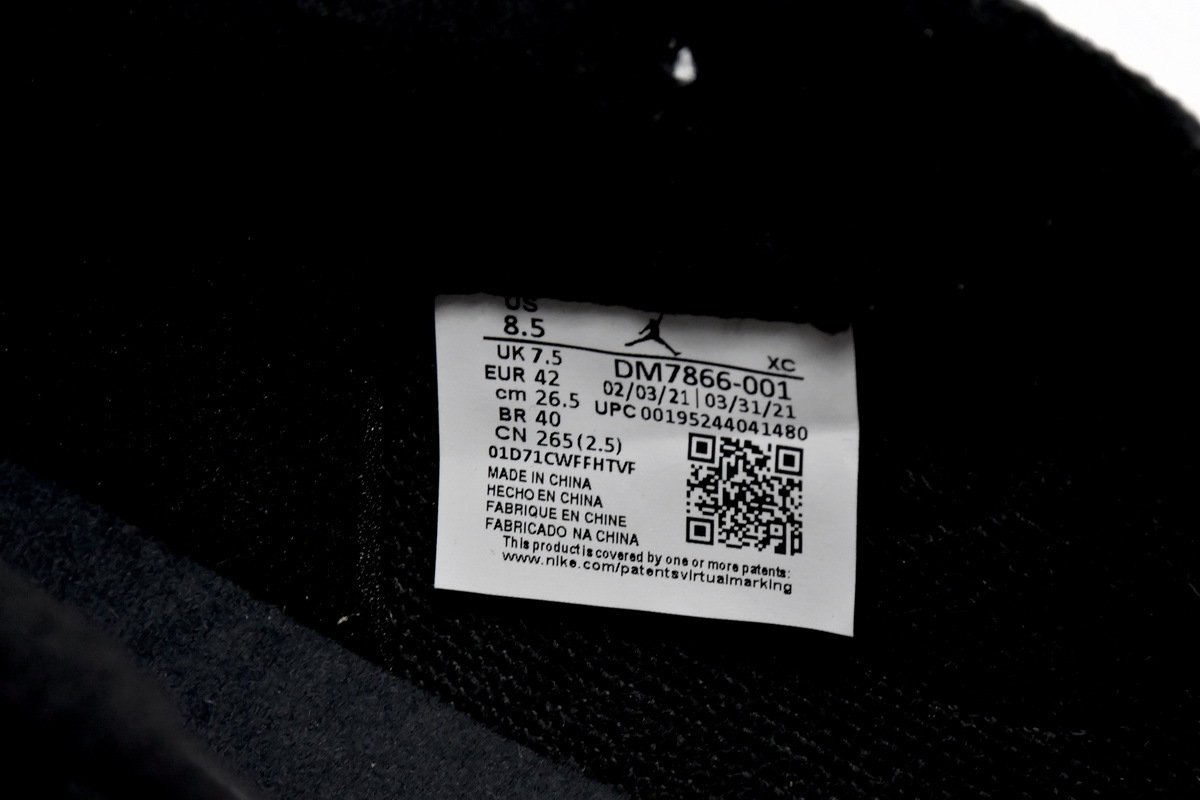 US
8.5
XC
UK 7.5
DM7866-001
EUR 42
02/03/21 | 03/31/21
cm 26.5
UPC 00195244041480
BR 40
CN 265(2.5)
01D71CWFFHTVF
MADE IN CHINA
HECHO EN CHINA
FABRIQUE EN CHINE
FABRICADO NA CHINA
This product is covered by one or more patents:
www.nike.com/patentsvirtualmarking